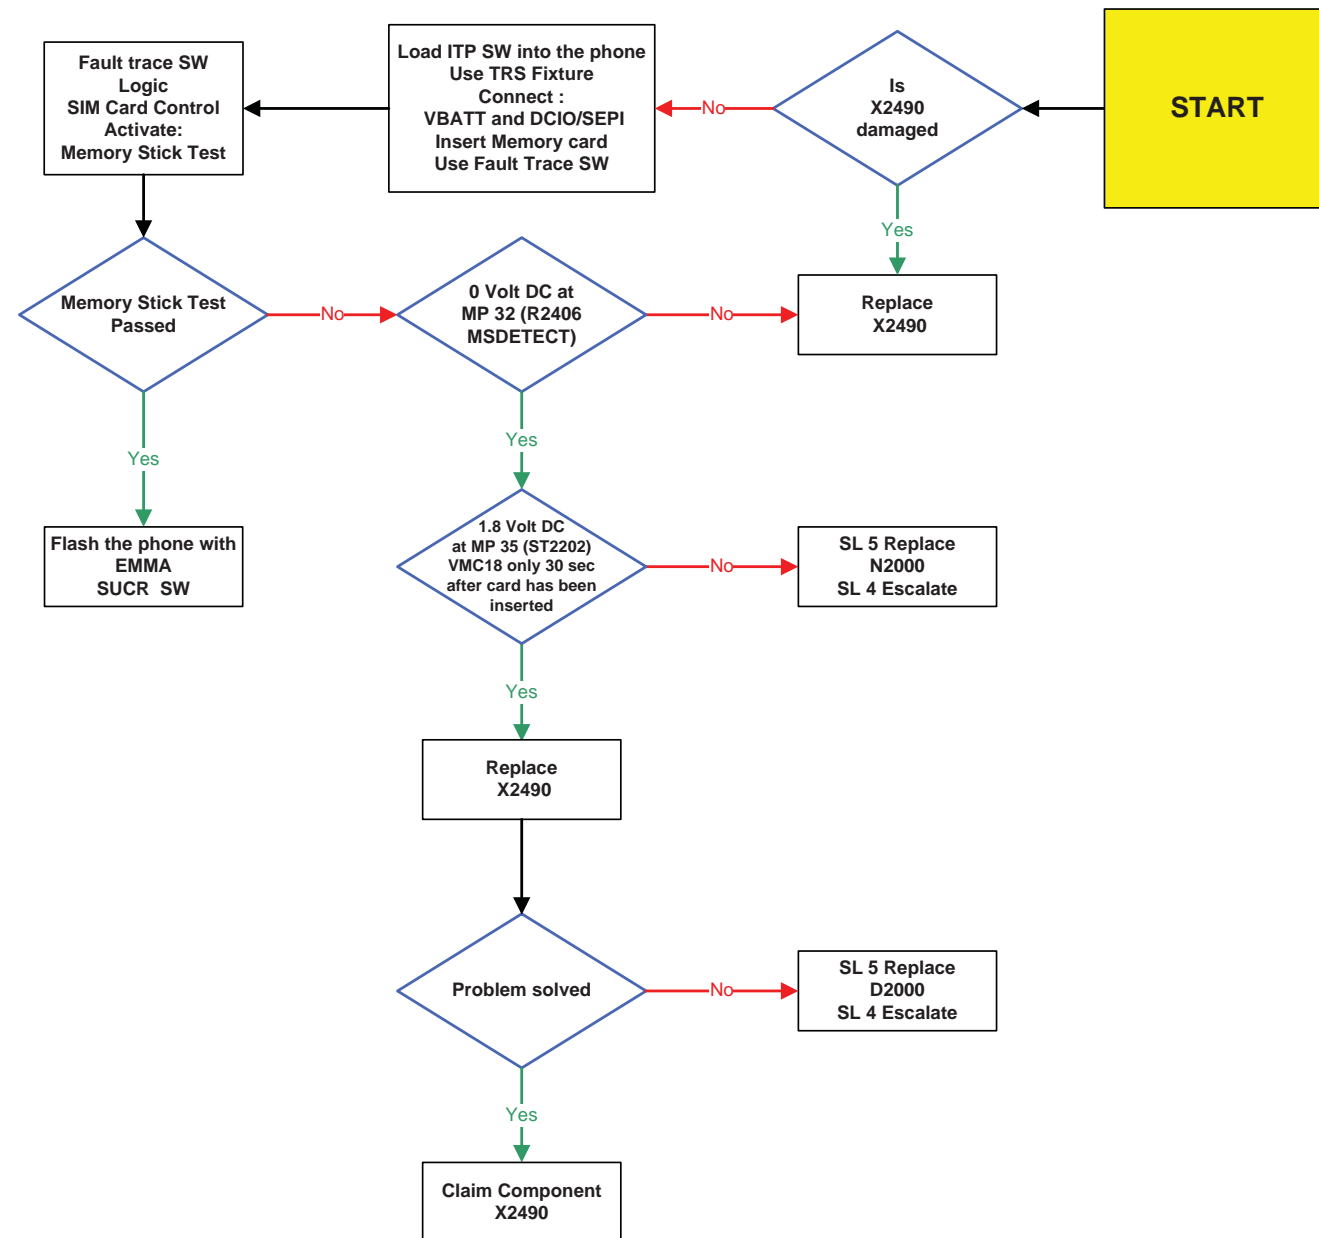 START
Is
X2490
damaged
No
Yes
Load ITP SW into the phone
Use TRS Fixture
Connect :
VBATT and DCIO/SEPI
Insert Memory card
Use Fault Trace SW
Fault trace SW
Logic
SIM Card Control
Activate:
Memory Stick Test
Replace
X2490
Memory Stick Test
Passed
No
Yes
0 Volt DC at
MP 32 (R2406
MSDETECT)
No
Yes
Flash the phone with
EMMA
SUCR  SW
1.8 Volt DC
at MP 35 (ST2202)
VMC18 only 30 sec
after card has been
inserted
No
Yes
SL 5 Replace
N2000
SL 4 Escalate
Replace
X2490
Problem solved
No
Yes
SL 5 Replace
D2000
SL 4 Escalate
Claim Component
X2490